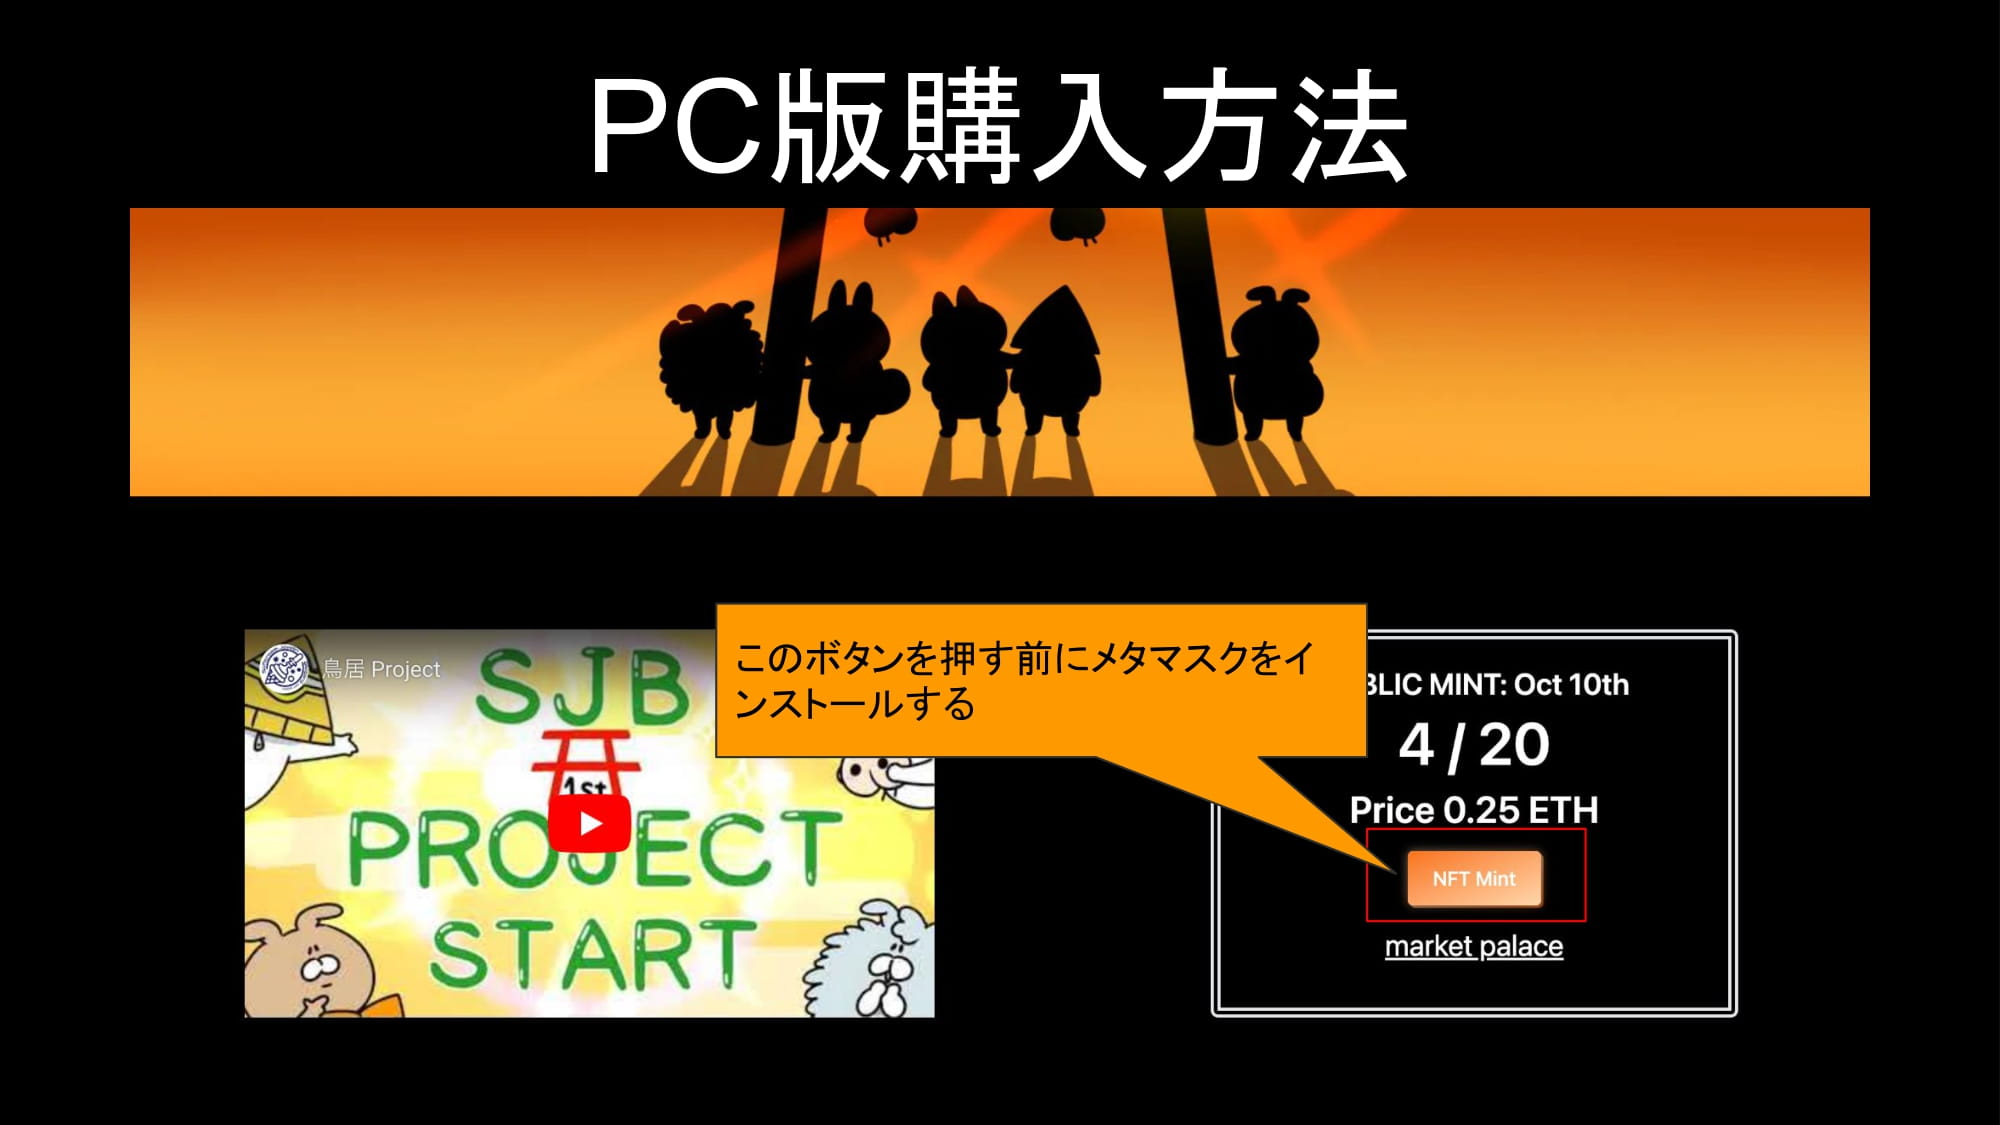 PC版購入方法
このボタンを押す前にメタマスクをイ
ンストールする
鳥居 Project
SJB
1st
PROJECT
START
BLIC MINT: Oct 10th
4 / 20
Price 0.25 ETH
NFT Mint
market palace